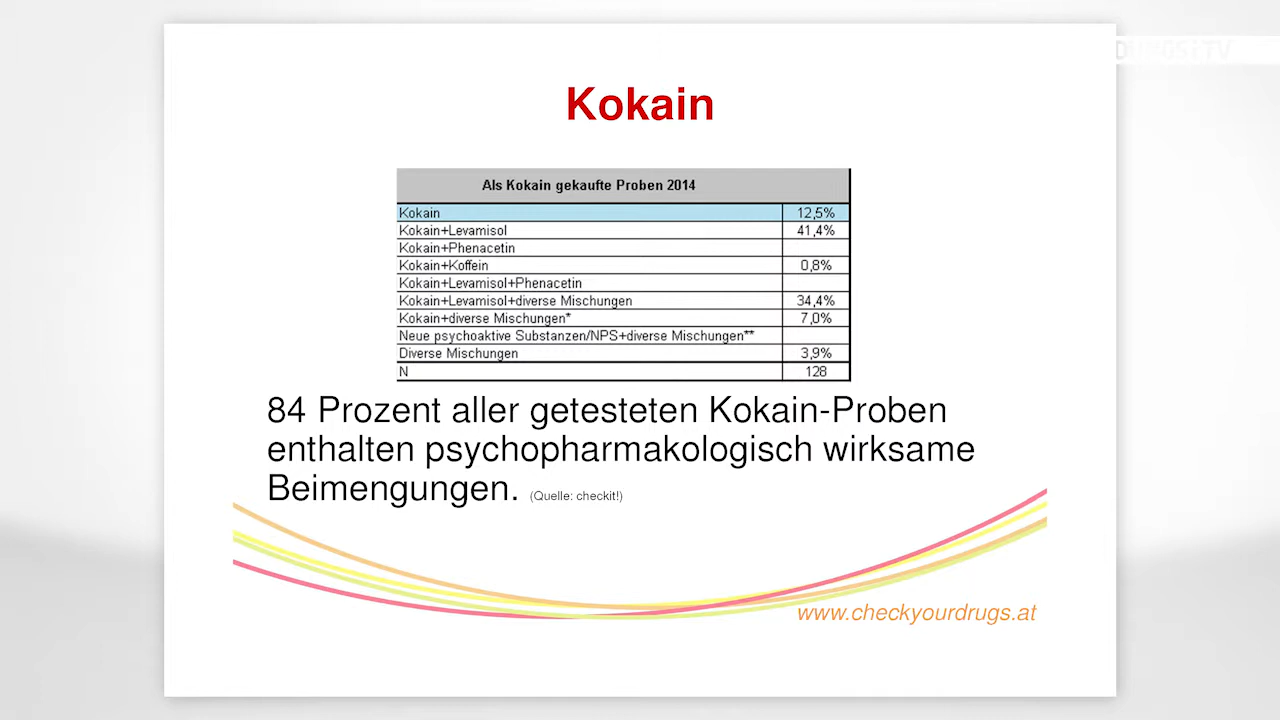 Kokain
Als Kokain gekaufte Proben 2014
Kokain 12,5%
Kokain+Levamisol 41,4%
Kokain+Phenacetin
Kokain+Koffein 0,8%
Kokain+Levamisol+Phenacetin
Kokain+Levamisol+diverse Mischungen 34,4%
Kokain+diverse Mischungen* 7,0%
Neue psychoaktive Substanzen/NPS+diverse Mischungen**
Diverse Mischungen 3,9%
N 128
84 Prozent aller getesteten Kokain-Proben
enthalten psychopharmakologisch wirksame
Beimengungen. (Quelle: checkit!)
www.checkyourdrugs.at